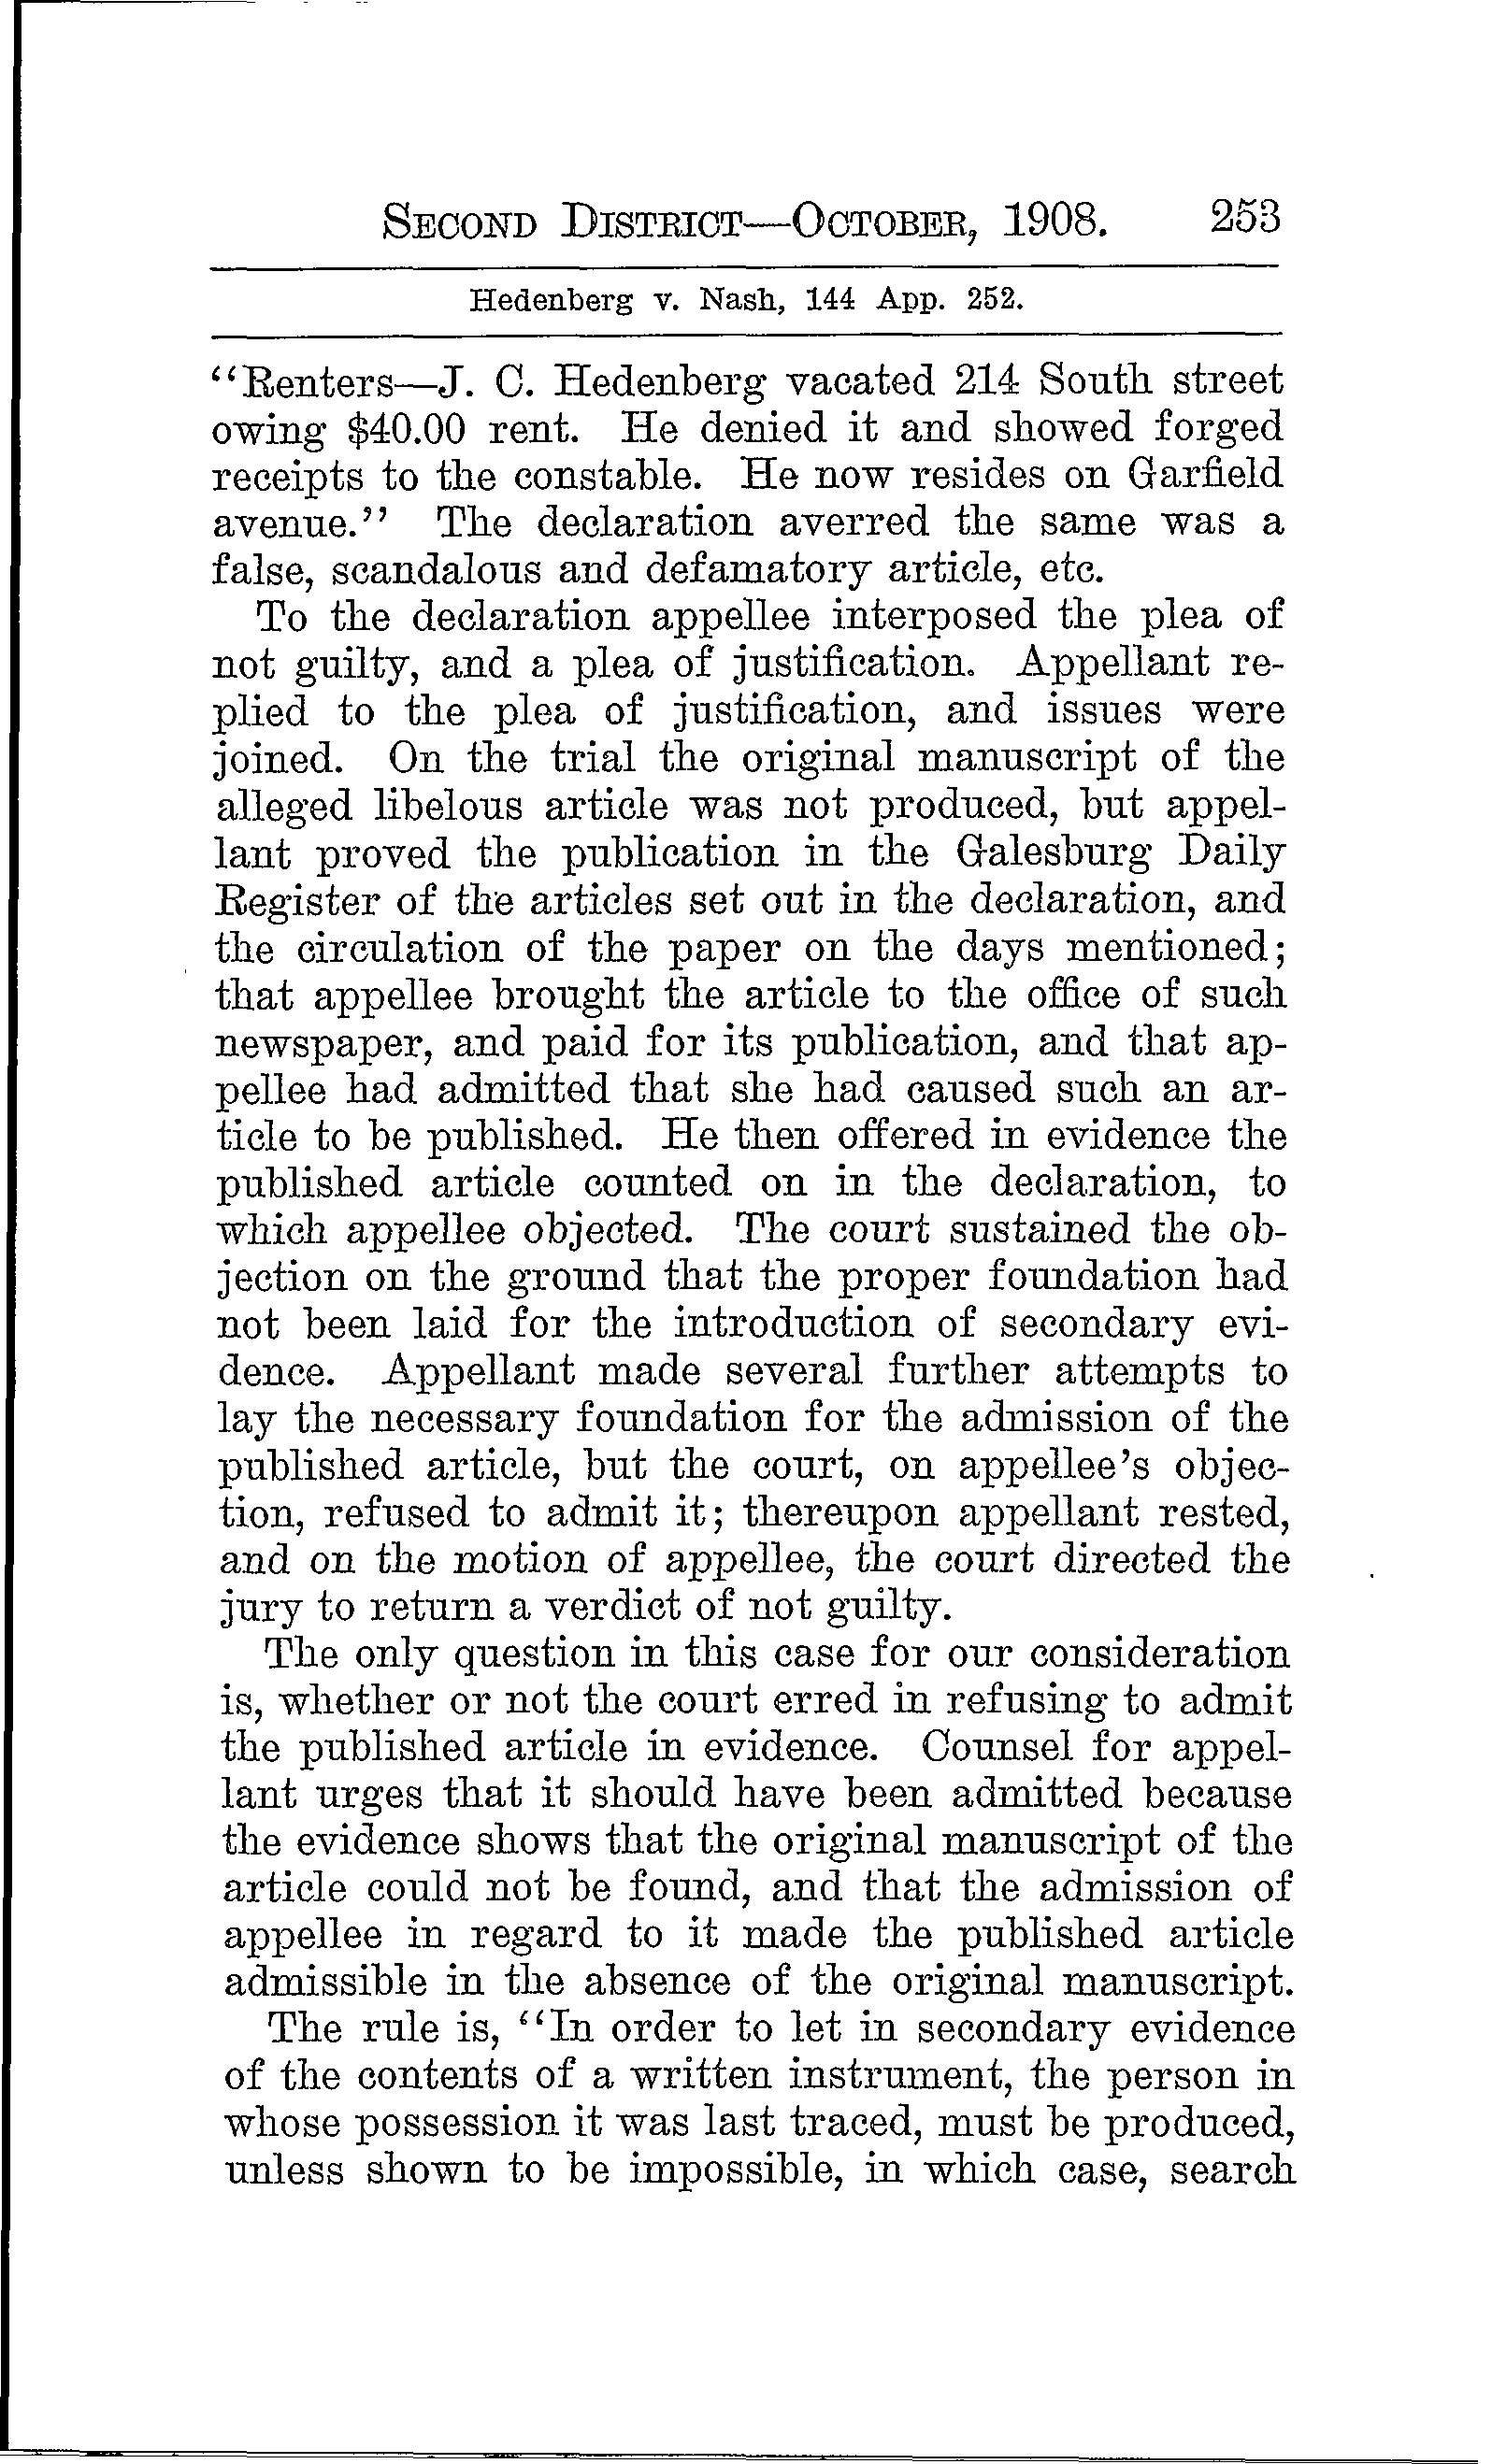 SECOND DISTRICT—OCTOBER, 1908. 253
Hedenberg v. Nash, 144 App. 252.
“Renters—J. C. Hedenberg vacated 214 South street
owing $40.00 rent. He denied it and showed forged
receipts to the constable. He now resides on Garfield
avenue.” The declaration averred the same was a
false, scandalous and defamatory article, etc.
To the declaration appellee interposed the plea of
not guilty, and a plea of justification. Appellant re-
plied to the plea of justification, and issues were
joined. On the trial the original manuscript of the
alleged libelous article was not produced, but appel-
lant proved the publication in the Galesburg Daily
Register of the articles set out in the declaration, and
the circulation of the paper on the days mentioned;
that appellee brought the article to the office of such
newspaper, and paid for its publication, and that ap-
pellee had admitted that she had caused such an ar-
ticle to be published. He then offered in evidence the
published article counted on in the declaration, to
which appellee objected. The court sustained the ob-
jection on the ground that the proper foundation had
not been laid for the introduction of secondary evi-
dence. Appellant made several further attempts to
lay the necessary foundation for the admission of the
published article, but the court, on appellee’s objec-
tion, refused to admit it; thereupon appellant rested,
and on the motion of appellee, the court directed the
jury to return a verdict of not guilty.
The only question in this case for our consideration
is, whether or not the court erred in refusing to admit
the published article in evidence. Counsel for appel-
lant urges that it should have been admitted because
the evidence shows that the original manuscript of the
article could not be found, and that the admission of
appellee in regard to it made the published article
admissible in the absence of the original manuscript.
The rule is, “In order to let in secondary evidence
of the contents of a written instrument, the person in
whose possession it was last traced, must be produced,
unless shown to be impossible, in which case, search